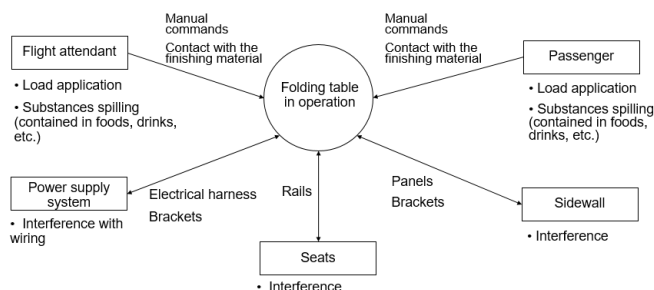 Manual
commands
Contact with the
finishing material
Manual
commands
Contact with the
finishing material
Flight attendant
Folding table
in operation
Passenger
• Load application
• Substances spilling
(contained in foods, drinks,
etc.)
• Load application
• Substances spilling
(contained in foods,
drinks, etc.)
Power supply
system
Electrical harness
Brackets
Rails
Panels
Brackets
Sidewall
• Interference with
wiring
• Interference
Seats
• Interference